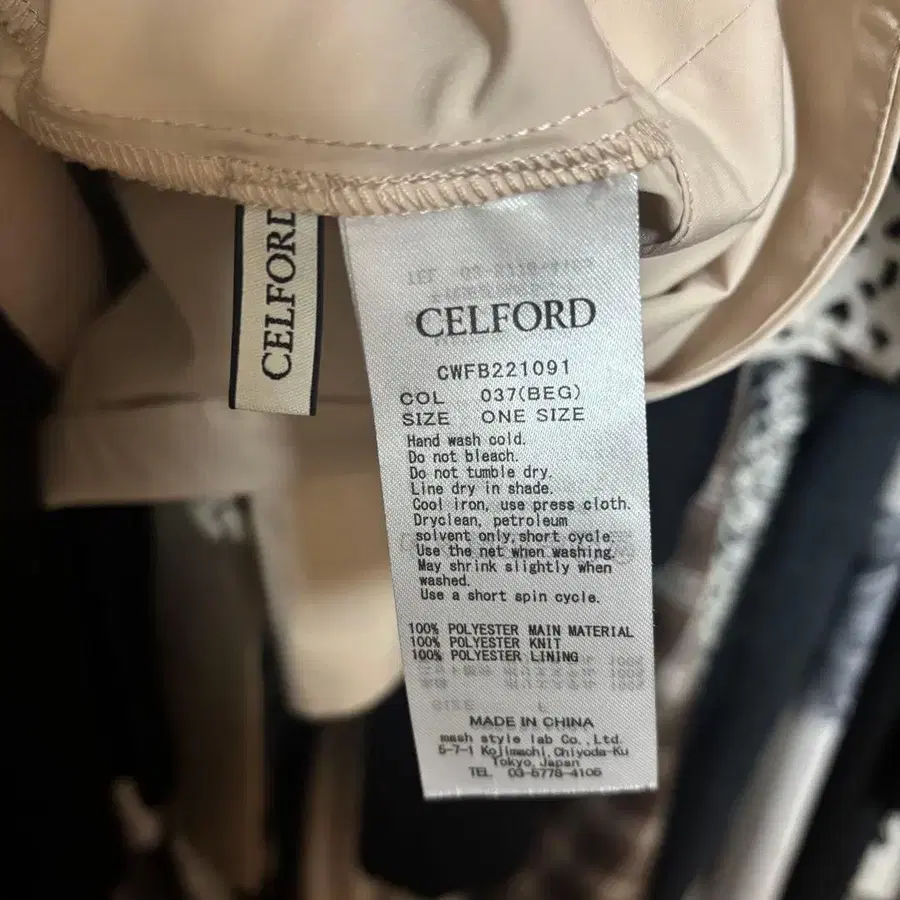 CELFORD
CELFORD
CWFB221091
COL 037(BEG)
SIZE ONE SIZE
Hand wash cold.
Do not bleach.
Do not tumble dry.
Line dry in shade.
Cool iron, use press cloth.
Dryclean, petroleum
solvent only,short cycle.
Use the net when washing.
May shrink slightly when
washed.
Use a short spin cycle.
100% POLYESTER MAIN MATERIAL
100% POLYESTER KNIT
100% POLYESTER LINING
MADE IN CHINA
mash style lab Co.,Ltd.
5-7-1 Kojimachi,Chiyoda-Ku
Tokyo,Japan
TEL 03-6778-4106